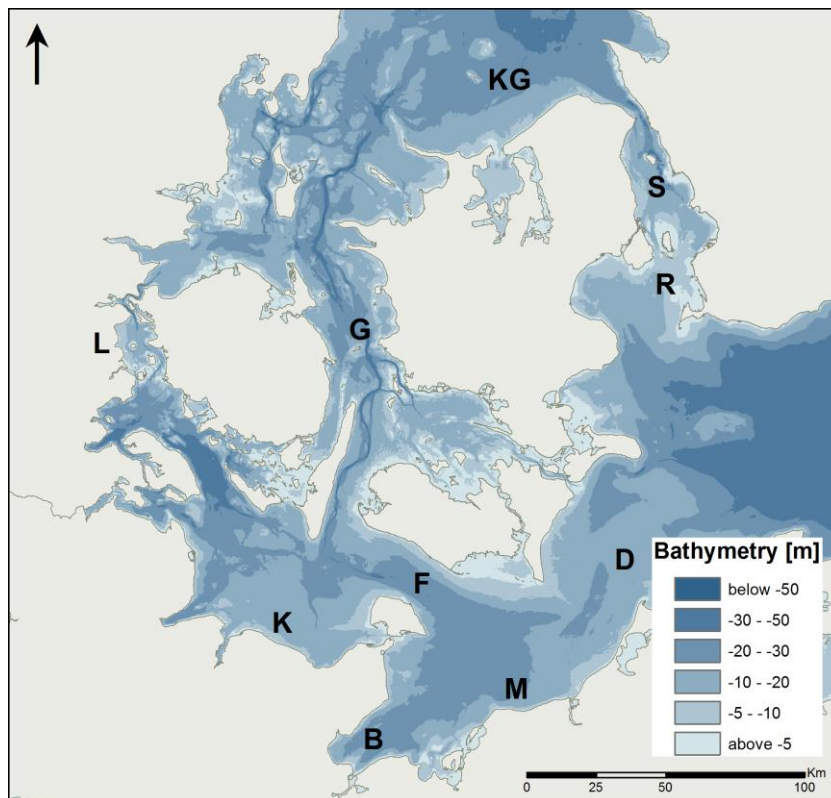 KG
S
R
G
L
D
F
K
M
B
Bathymetry [m]
below -50
-30 - -50
-20 - -30
-10 - -20
-5 - -10
above -5
Km
0 25 50 100